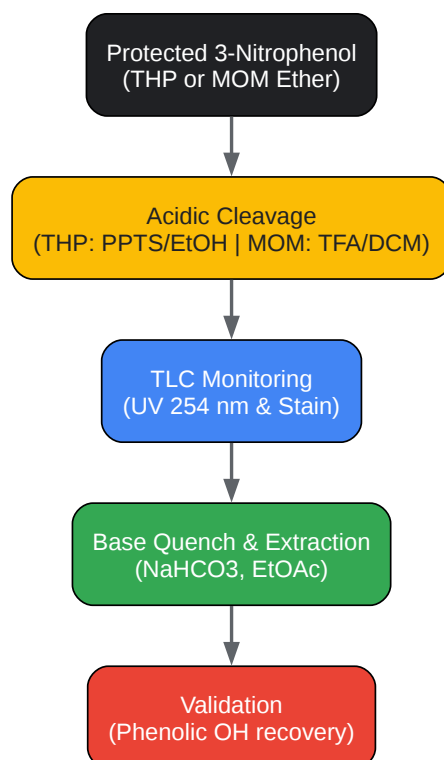 Protected 3-Nitrophenol
(THP or MOM Ether)
Acidic Cleavage
(THP: PPTS/EtOH | MOM: TFA/DCM)
TLC Monitoring
(UV 254 nm & Stain)
Base Quench & Extraction
(NaHCO3, EtOAc)
Validation
(Phenolic OH recovery)